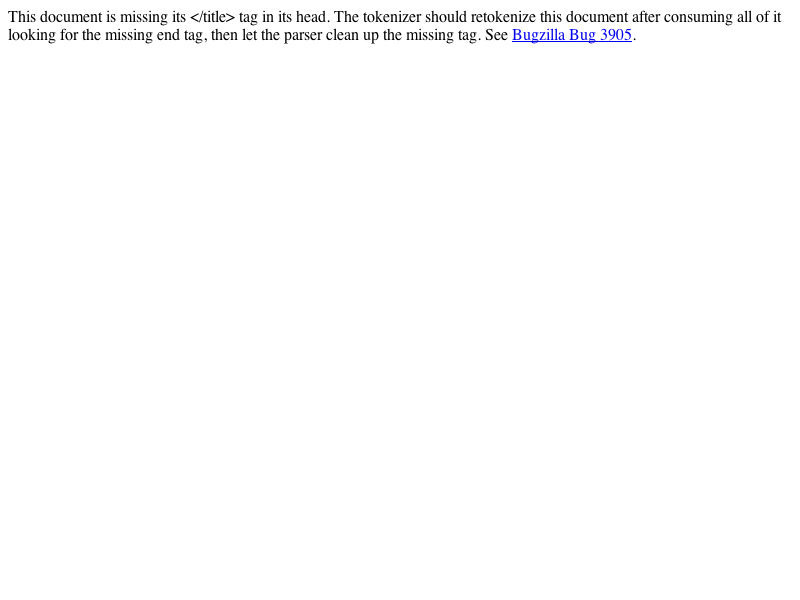 This document is missing its </title> tag in its head. The tokenizer should retokenize this document after consuming all of it
looking for the missing end tag, then let the parser clean up the missing tag. See Bugzilla Bug 3905.